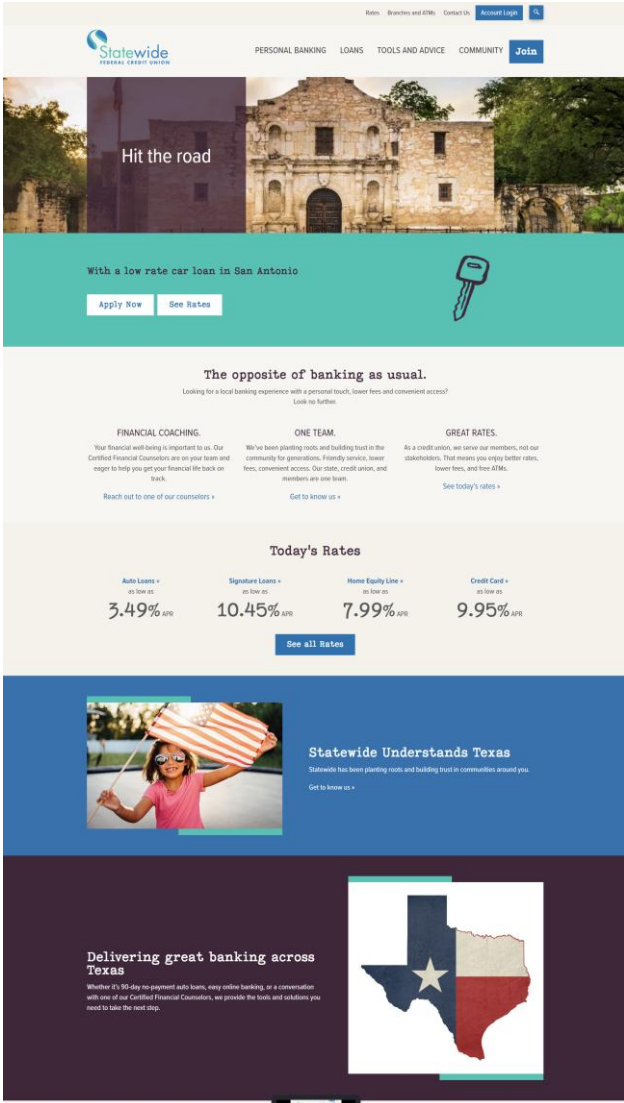 Rates Branches and ATMs Contact Us Account Login
Statewide
FEDERAL CREDIT UNION
PERSONAL BANKING LOANS TOOLS AND ADVICE COMMUNITY Join
Hit the road
With a low rate car loan in San Antonio
Apply Now See Rates
The opposite of banking as usual.
Looking for a local banking experience with a personal touch, lower fees and convenient access?
Look no further.
FINANCIAL COACHING.
Your financial well-being is important to us. Our
Certified Financial Counselors are on your team and
eager to help you get your financial life back on
track.
Reach out to one of our counselors »
ONE TEAM.
We've been planting roots and building trust in the
community for generations. Friendly service, lower
fees, convenient access. Our state, credit union, and
members are one team.
Get to know us »
GREAT RATES.
As a credit union, we serve our members, not our
stakeholders. That means you enjoy better rates,
lower fees, and free ATMs.
See today's rates »
Today's Rates
Auto Loans »
as low as
3.49% APR
Signature Loans »
as low as
10.45% APR
Home Equity Line »
as low as
7.99% APR
Credit Card »
as low as
9.95% APR
See all Rates
Statewide Understands Texas
Statewide has been planting roots and building trust in communities around you.
Get to know us »
Delivering great banking across
Texas
Whether it's 90-day no-payment auto loans, easy online banking, or a conversation
with one of our Certified Financial Counselors, we provide the tools and solutions you
need to take the next step.